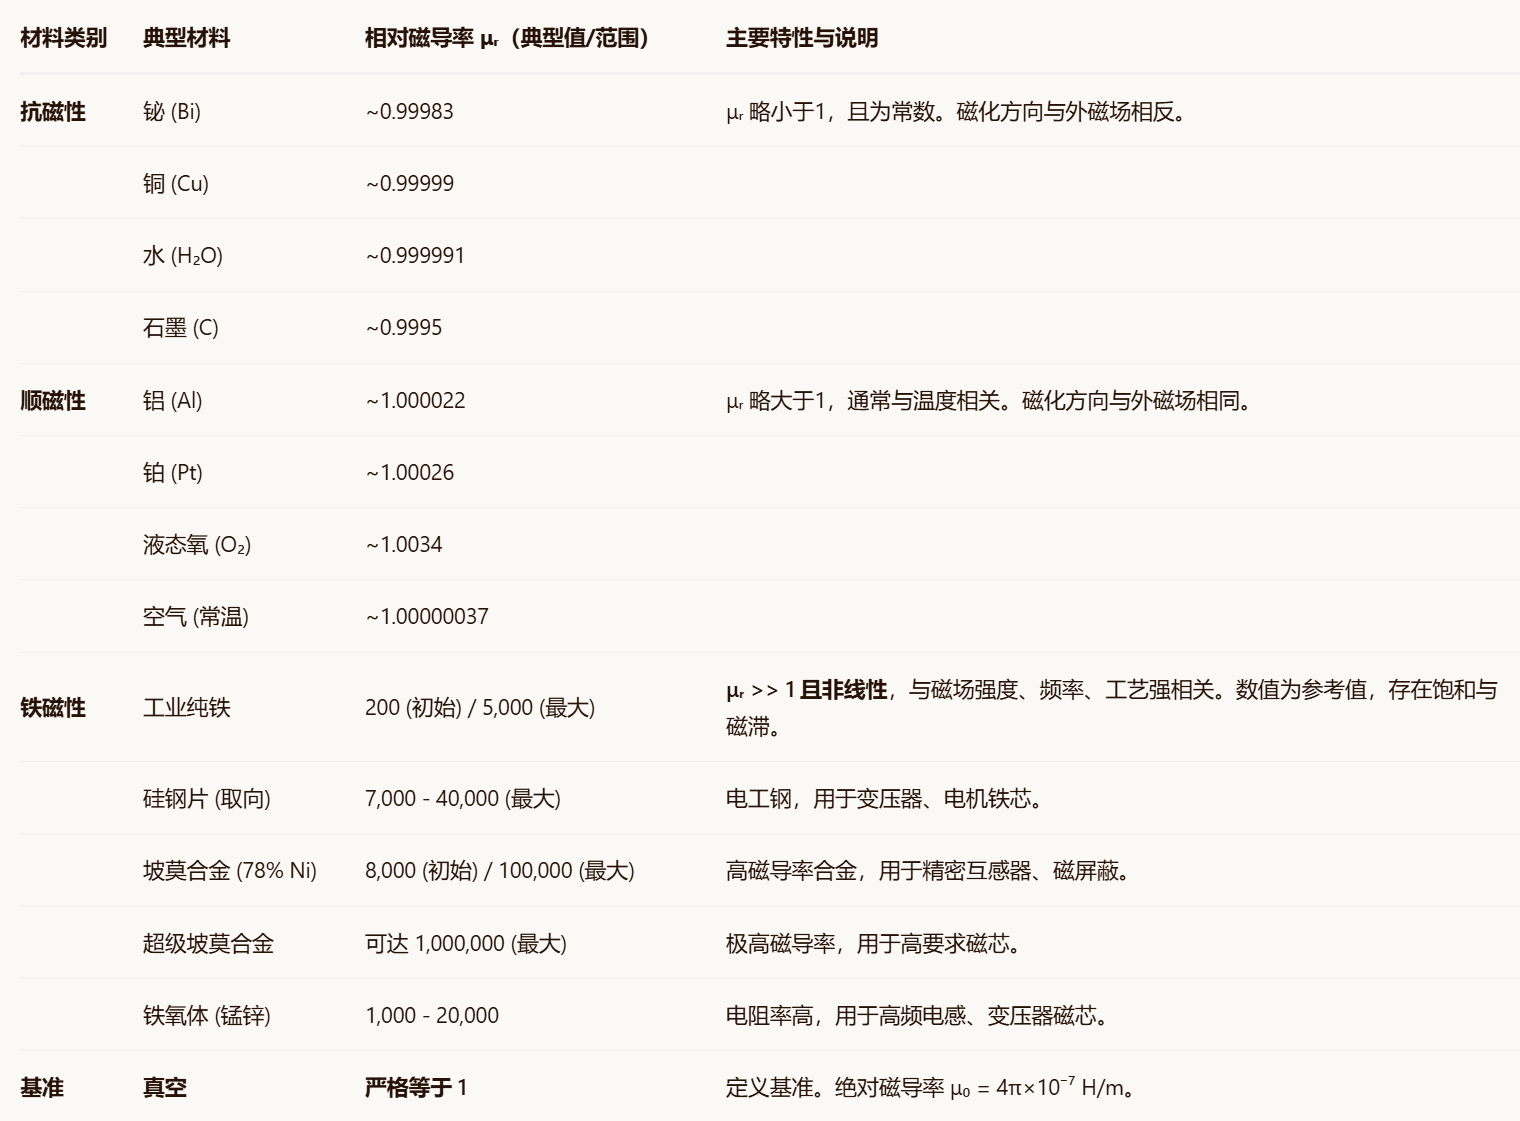 材料类别 典型材料 相对磁导率 μᵣ（典型值/范围） 主要特性与说明
抗磁性 铋 (Bi) ~0.99983 μᵣ 略小于1，且为常数。磁化方向与外磁场相反。
铜 (Cu) ~0.99999
水 (H₂O) ~0.999991
石墨 (C) ~0.9995
顺磁性 铝 (Al) ~1.000022 μᵣ 略大于1，通常与温度相关。磁化方向与外磁场相同。
铂 (Pt) ~1.00026
液态氧 (O₂) ~1.0034
空气 (常温) ~1.00000037
铁磁性 工业纯铁 200 (初始) / 5,000 (最大) μᵣ >> 1 且非线性，与磁场强度、频率、工艺强相关。数值为参考值，存在饱和与
磁滞。
硅钢片 (取向) 7,000 - 40,000 (最大) 电工钢，用于变压器、电机铁芯。
坡莫合金 (78% Ni) 8,000 (初始) / 100,000 (最大) 高磁导率合金，用于精密互感器、磁屏蔽。
超级坡莫合金 可达 1,000,000 (最大) 极高磁导率，用于高要求磁芯。
铁氧体 (锰锌) 1,000 - 20,000 电阻率高，用于高频电感、变压器磁芯。
基准 真空 严格等于 1 定义基准。绝对磁导率 μ₀ = 4π×10⁻⁷ H/m。